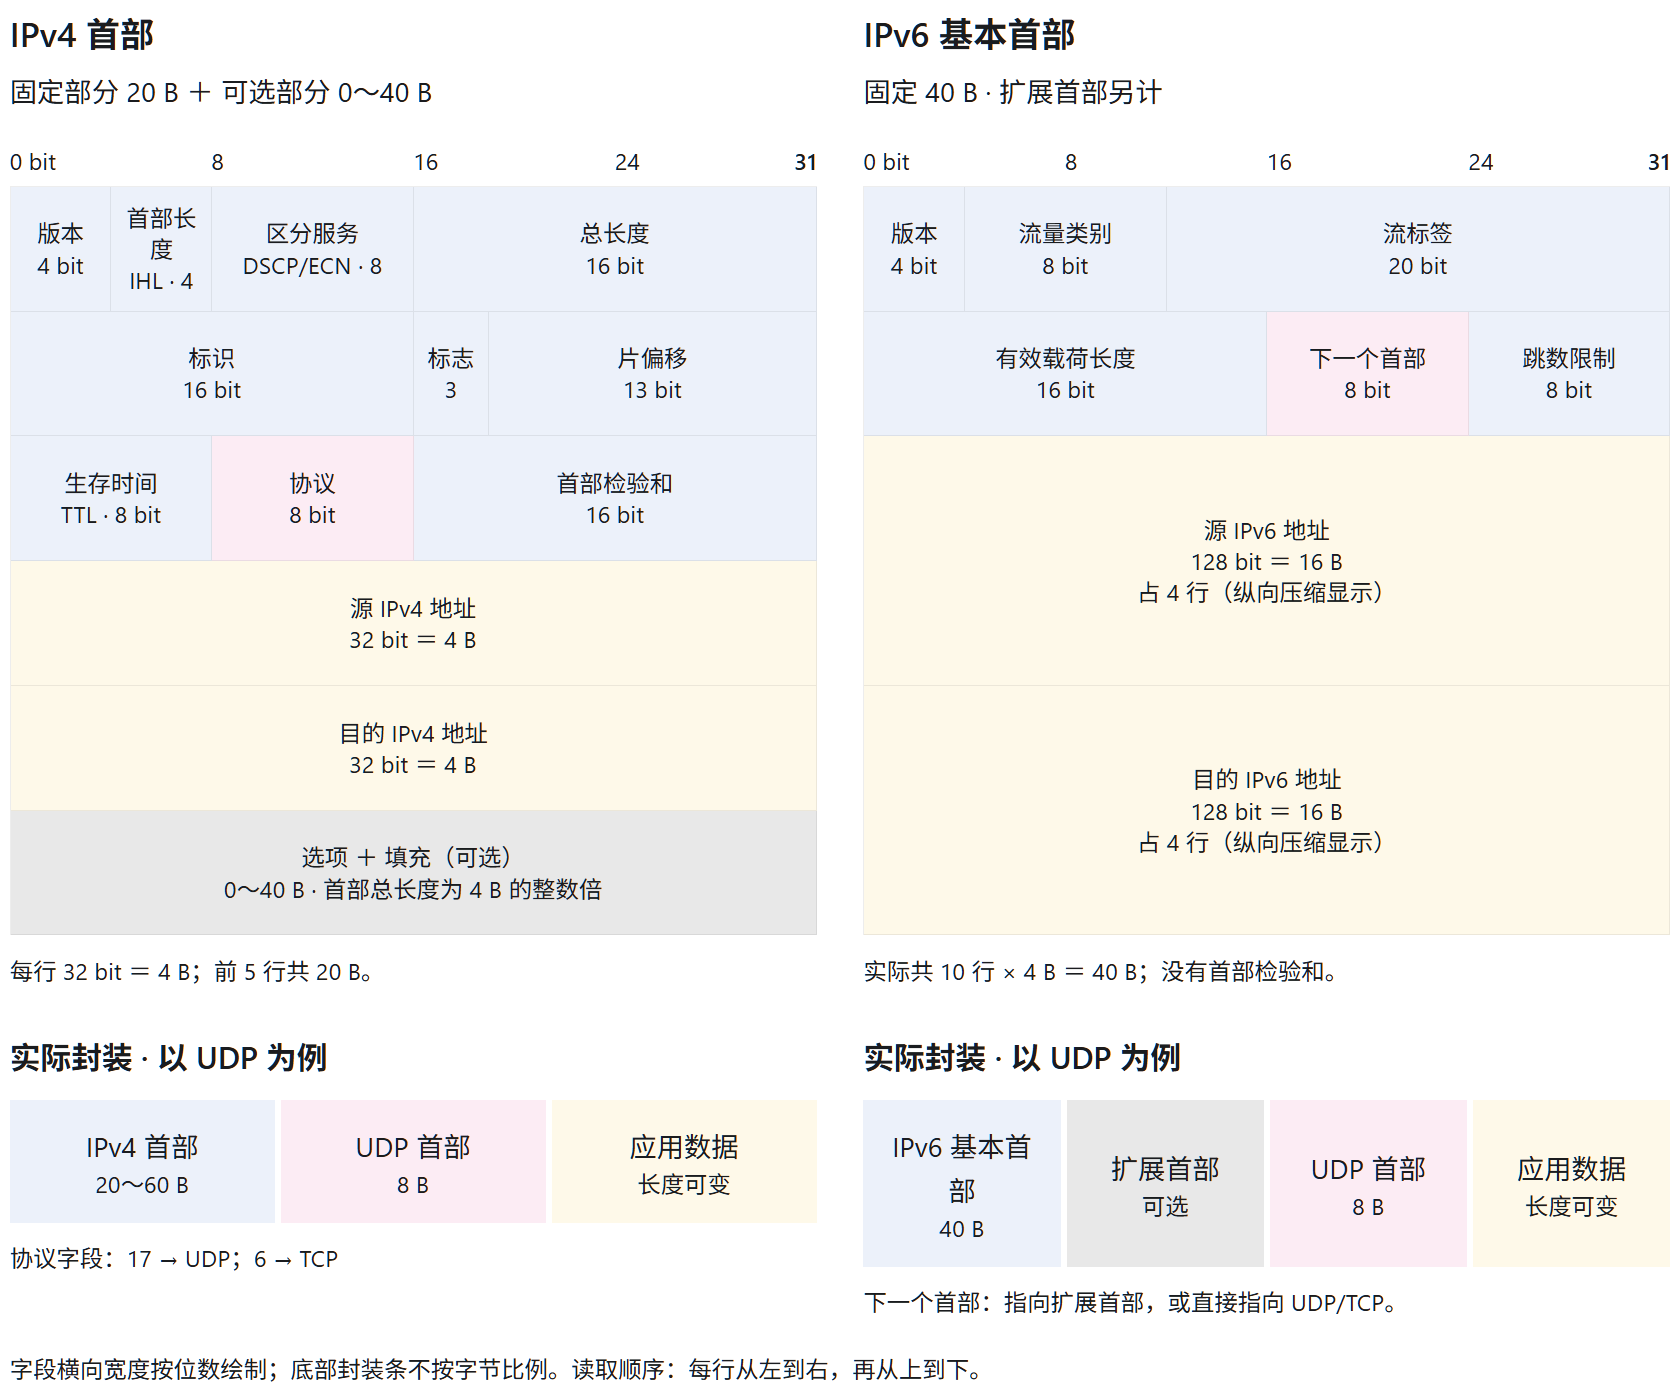 IPv4 首部
固定部分 20 B ＋ 可选部分 0～40 B
0 bit 8 16 24 31
版本
4 bit
首部长
度
IHL · 4
区分服务
DSCP/ECN · 8
总长度
16 bit
标识
16 bit
标志
3
片偏移
13 bit
生存时间
TTL · 8 bit
协议
8 bit
首部检验和
16 bit
源 IPv4 地址
32 bit ＝ 4 B
目的 IPv4 地址
32 bit ＝ 4 B
选项 ＋ 填充（可选）
0～40 B · 首部总长度为 4 B 的整数倍
每行 32 bit ＝ 4 B；前 5 行共 20 B。
实际封装 · 以 UDP 为例
IPv4 首部
20～60 B
UDP 首部
8 B
应用数据
长度可变
协议字段：17 → UDP；6 → TCP
IPv6 基本首部
固定 40 B · 扩展首部另计
0 bit 8 16 24 31
版本
4 bit
流量类别
8 bit
流标签
20 bit
有效载荷长度
16 bit
下一个首部
8 bit
跳数限制
8 bit
源 IPv6 地址
128 bit ＝ 16 B
占 4 行（纵向压缩显示）
目的 IPv6 地址
128 bit ＝ 16 B
占 4 行（纵向压缩显示）
实际共 10 行 × 4 B ＝ 40 B；没有首部检验和。
实际封装 · 以 UDP 为例
IPv6 基本首
部
40 B
扩展首部
可选
UDP 首部
8 B
应用数据
长度可变
下一个首部：指向扩展首部，或直接指向 UDP/TCP。
字段横向宽度按位数绘制；底部封装条不按字节比例。读取顺序：每行从左到右，再从上到下。